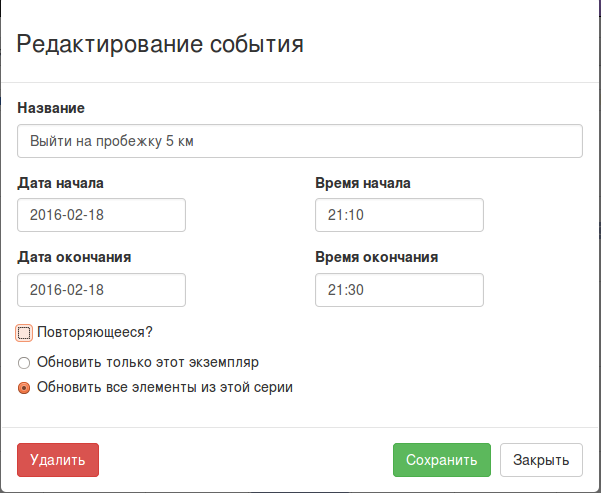 Редактирование события
Название
Выйти на пробежку 5 км
Дата начала Время начала
2016-02-18 21:10
Дата окончания Время окончания
2016-02-18 21:30
Повторяющееся?
Обновить только этот экземпляр
Обновить все элементы из этой серии
Удалить Сохранить Закрыть